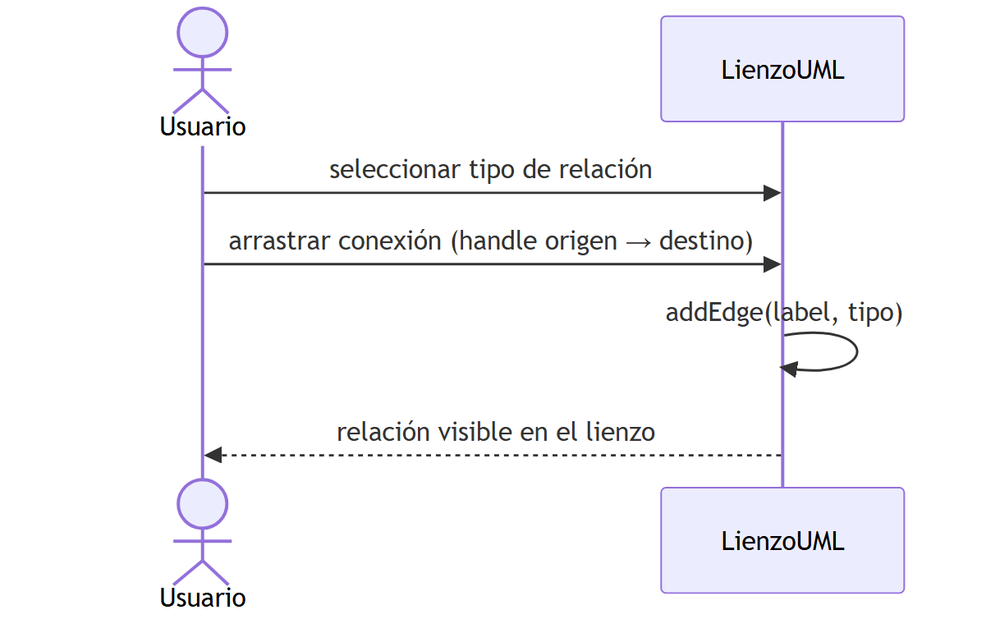 Usuario
LienzoUML
seleccionar tipo de relación
arrastrar conexión (handle origen → destino)
addEdge(label, tipo)
relación visible en el lienzo
Usuario
LienzoUML